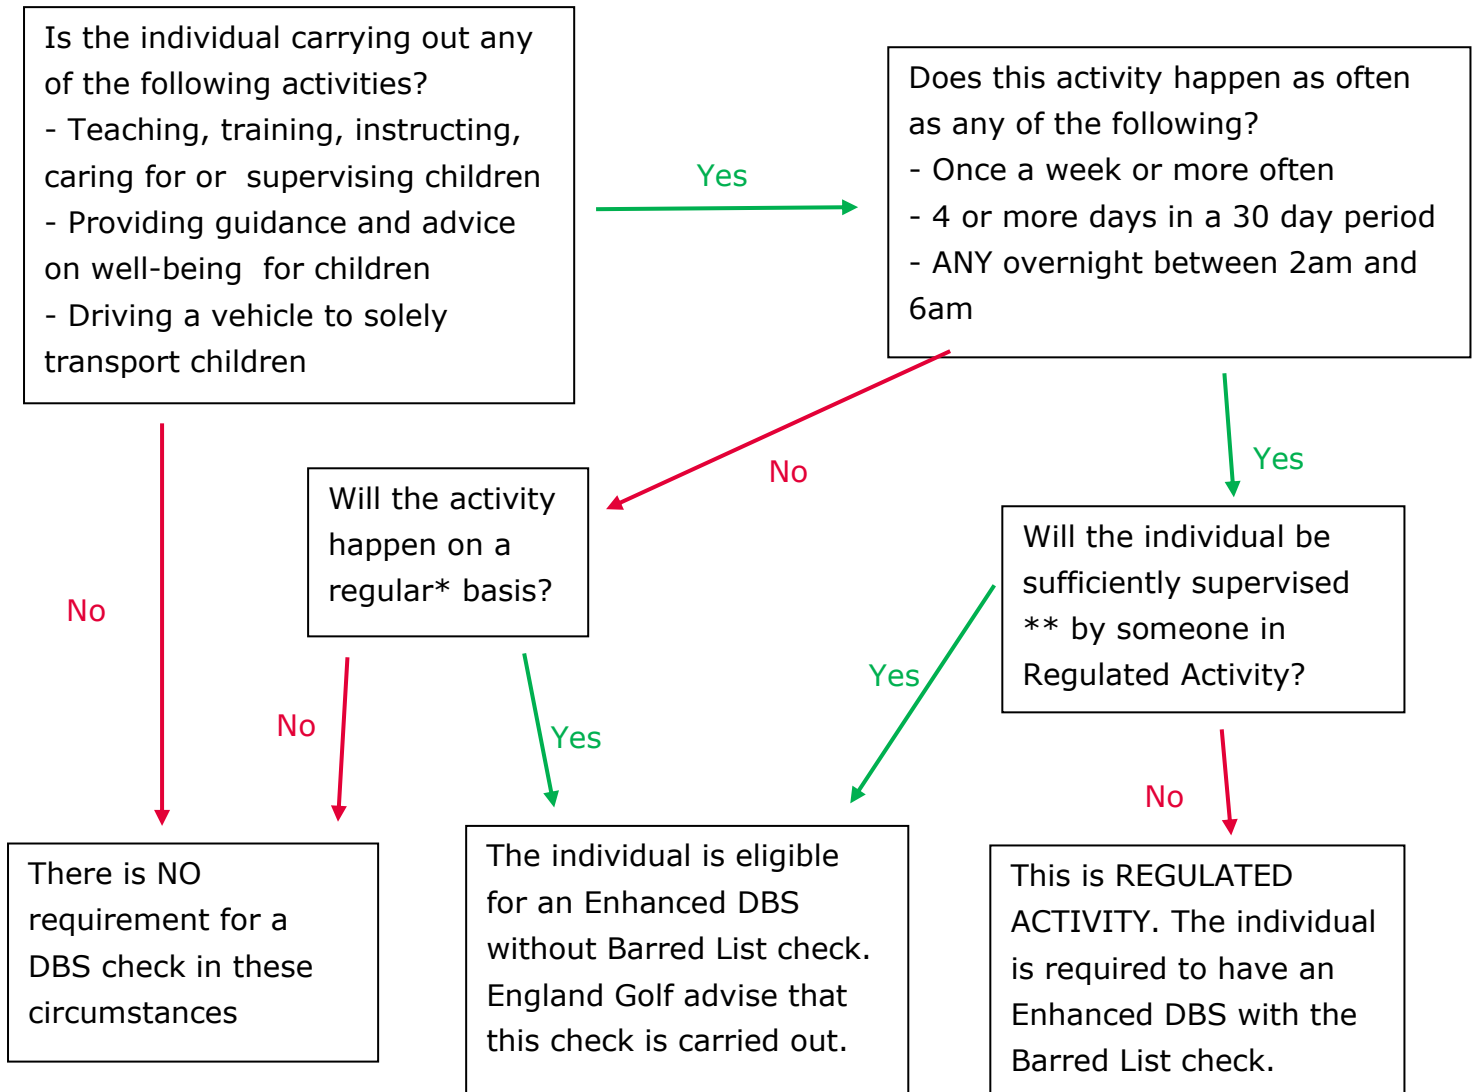 Is the individual carrying out any
of the following activities?
- Teaching, training, instructing,
caring for or  supervising children
- Providing guidance and advice
on well-being  for children
- Driving a vehicle to solely
transport children
Yes
Does this activity happen as often
as any of the following?
- Once a week or more often
- 4 or more days in a 30 day period
- ANY overnight between 2am and
6am
No
No
Yes
Will the activity
happen on a
regular* basis?
Will the individual be
sufficiently supervised
** by someone in
Regulated Activity?
No
Yes
Yes
No
There is NO
requirement for a
DBS check in these
circumstances
The individual is eligible
for an Enhanced DBS
without Barred List check.
England Golf advise that
this check is carried out.
This is REGULATED
ACTIVITY. The individual
is required to have an
Enhanced DBS with the
Barred List check.